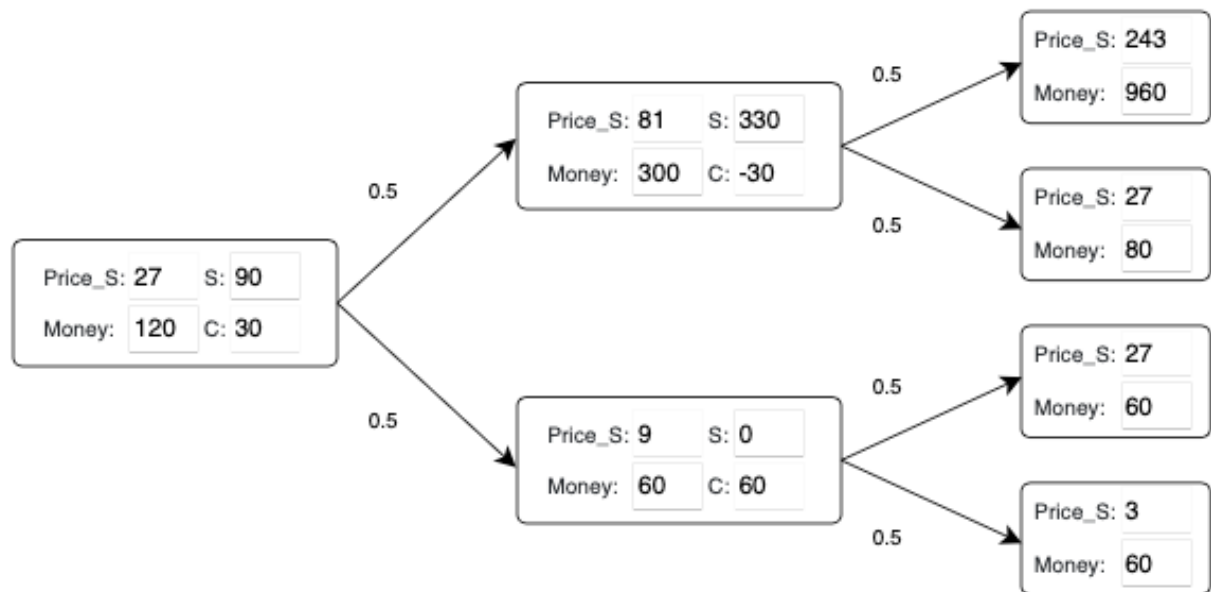 Price_S: 243
0.5
Money: 960
Price_S: 81 S: 330
Money: 300 C: -30
0.5
Price_S: 27
0.5
Money: 80
Price_S: 27 S: 90
Money: 120 C: 30
Price_S: 27
0.5
Money: 60
0.5
Price_S: 9 S: 0
Money: 60 C: 60
Price_S: 3
0.5
Money: 60